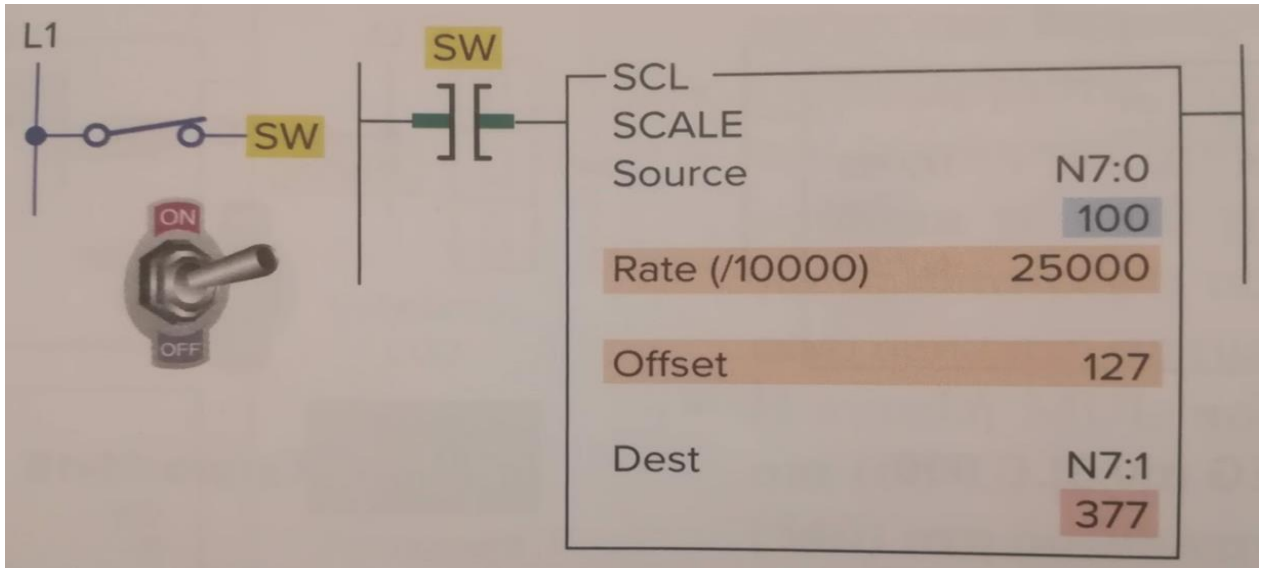 L1
SW
SW
ON
OFF
SCL
SCALE
Source N7:0
100
Rate (/10000) 25000
Offset 127
Dest N7:1
377